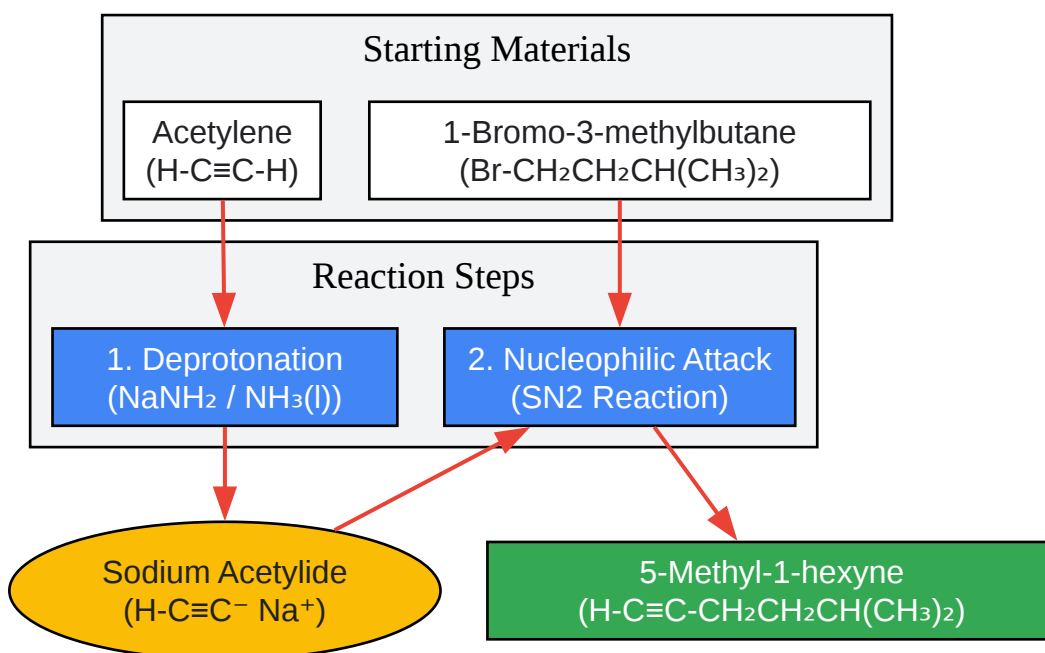 Starting Materials
Acetylene
(H-C≡C-H)
1-Bromo-3-methylbutane
(Br-CH₂CH₂CH(CH₃)₂)
Reaction Steps
1. Deprotonation
(NaNH₂ / NH₃(l))
2. Nucleophilic Attack
(SN2 Reaction)
Sodium Acetylide
(H-C≡C⁻ Na⁺)
5-Methyl-1-hexyne
(H-C≡C-CH₂CH₂CH(CH₃)₂)